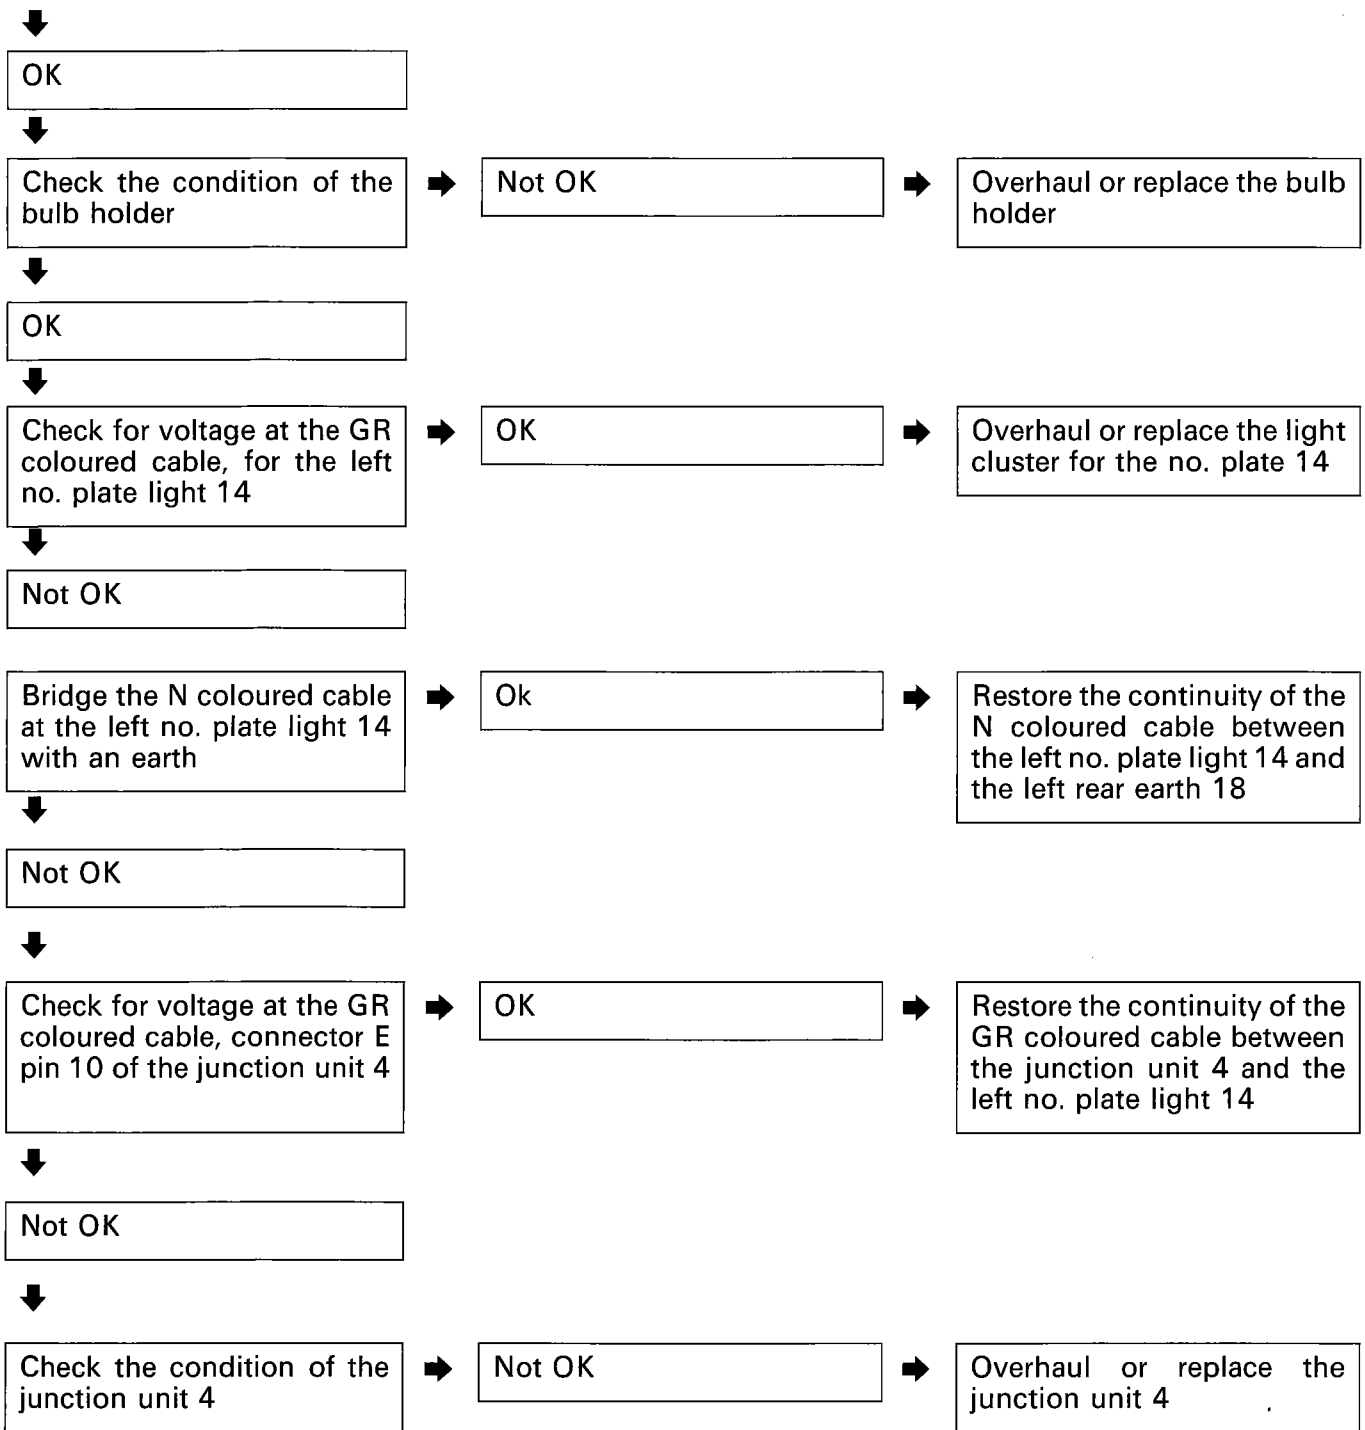 OK
Check the condition of the
bulb holder
Not OK
Overhaul or replace the bulb
holder
OK
Check for voltage at the GR
coloured cable, for the left
no. plate light 14
OK
Overhaul or replace the light
cluster for the no. plate 14
Not OK
Bridge the N coloured cable
at the left no. plate light 14
with an earth
Ok
Restore the continuity of the
N coloured cable between
the left no. plate light 14 and
the left rear earth 18
Not OK
Check for voltage at the GR
coloured cable, connector E
pin 10 of the junction unit 4
OK
Restore the continuity of the
GR coloured cable between
the junction unit 4 and the
left no. plate light 14
Not OK
Check the condition of the
junction unit 4
Not OK
Overhaul or replace the
junction unit 4